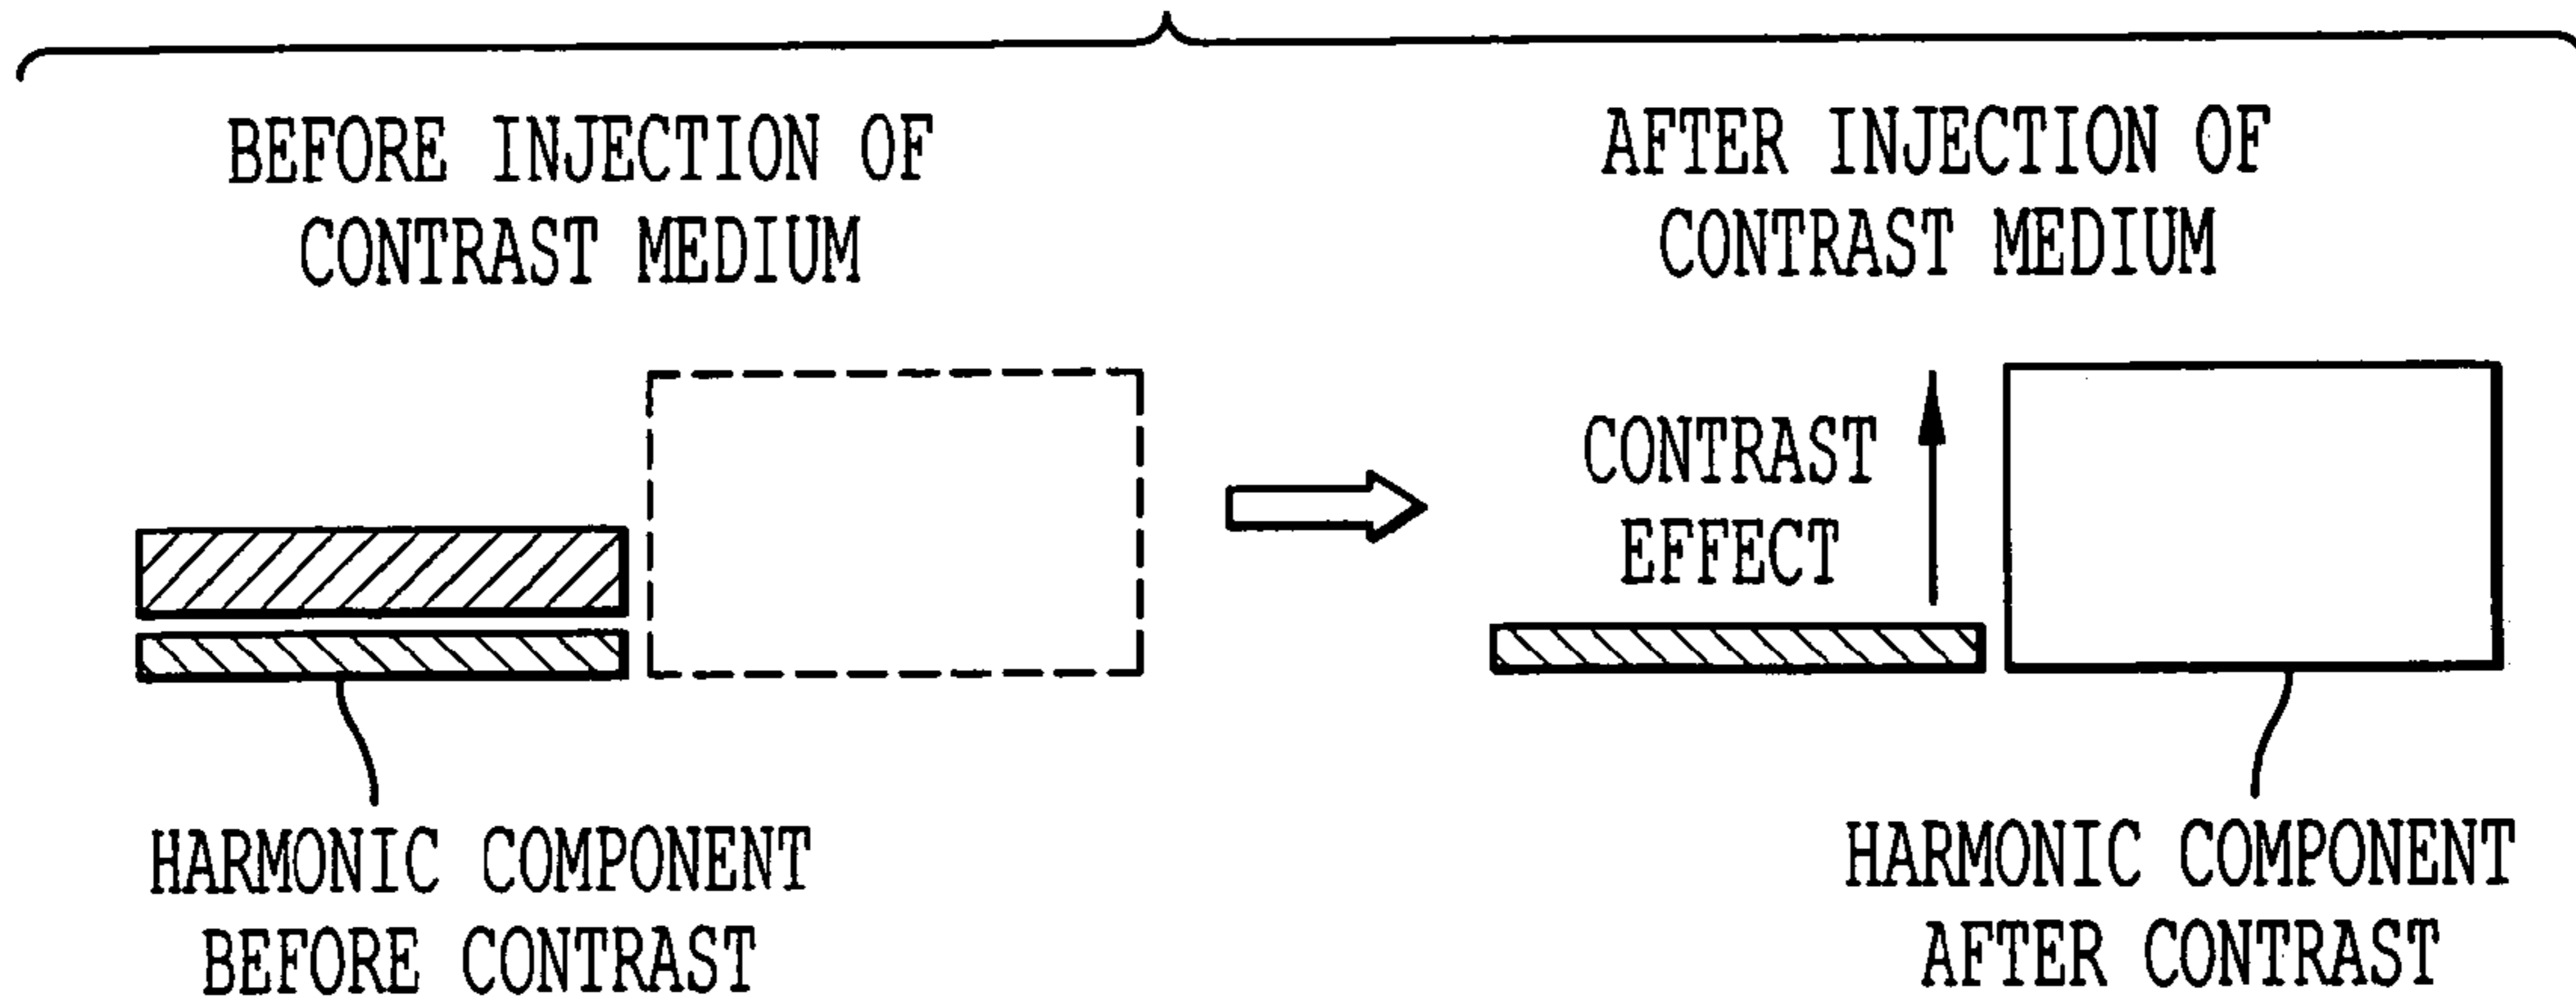 BEFORE INJECTION OF
CONTRAST MEDIUM
AFTER INJECTION OF
CONTRAST MEDIUM
CONTRAST
EFFECT
HARMONIC COMPONENT
BEFORE CONTRAST
HARMONIC COMPONENT
AFTER CONTRAST